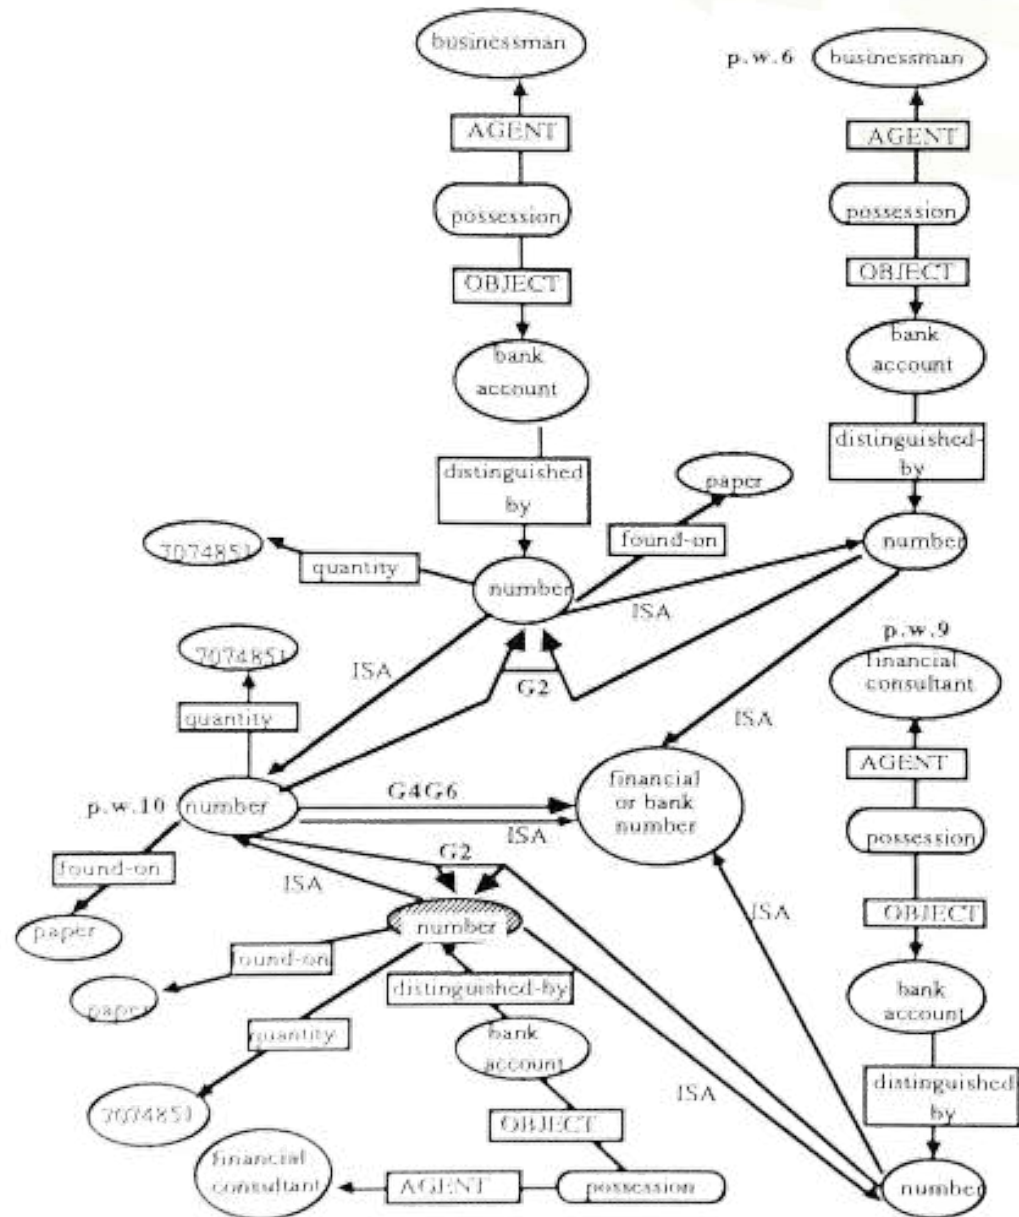 businessman
p.w.6
businessman
AGENT
AGENT
possession
possession
OBJECT
OBJECT
bank
account
bank
account
distinguished-
by
distinguished
by
paper
found-on
7074851
quantity
number
number
ISA
p.w.9
7074851
ISA
G2
financial
consultant
quantity
ISA
AGENT
financial
or bank
number
G4G6
p.w.10
number
ISA
possession
found-on
G2
ISA
ISA
OBJECT
paper
number
found-on
distinguished-by
bank
account
paper
quantity
bank
account
ISA
distinguished-
by
7074851
OBJECT
financial
consultant
AGENT
possession
number